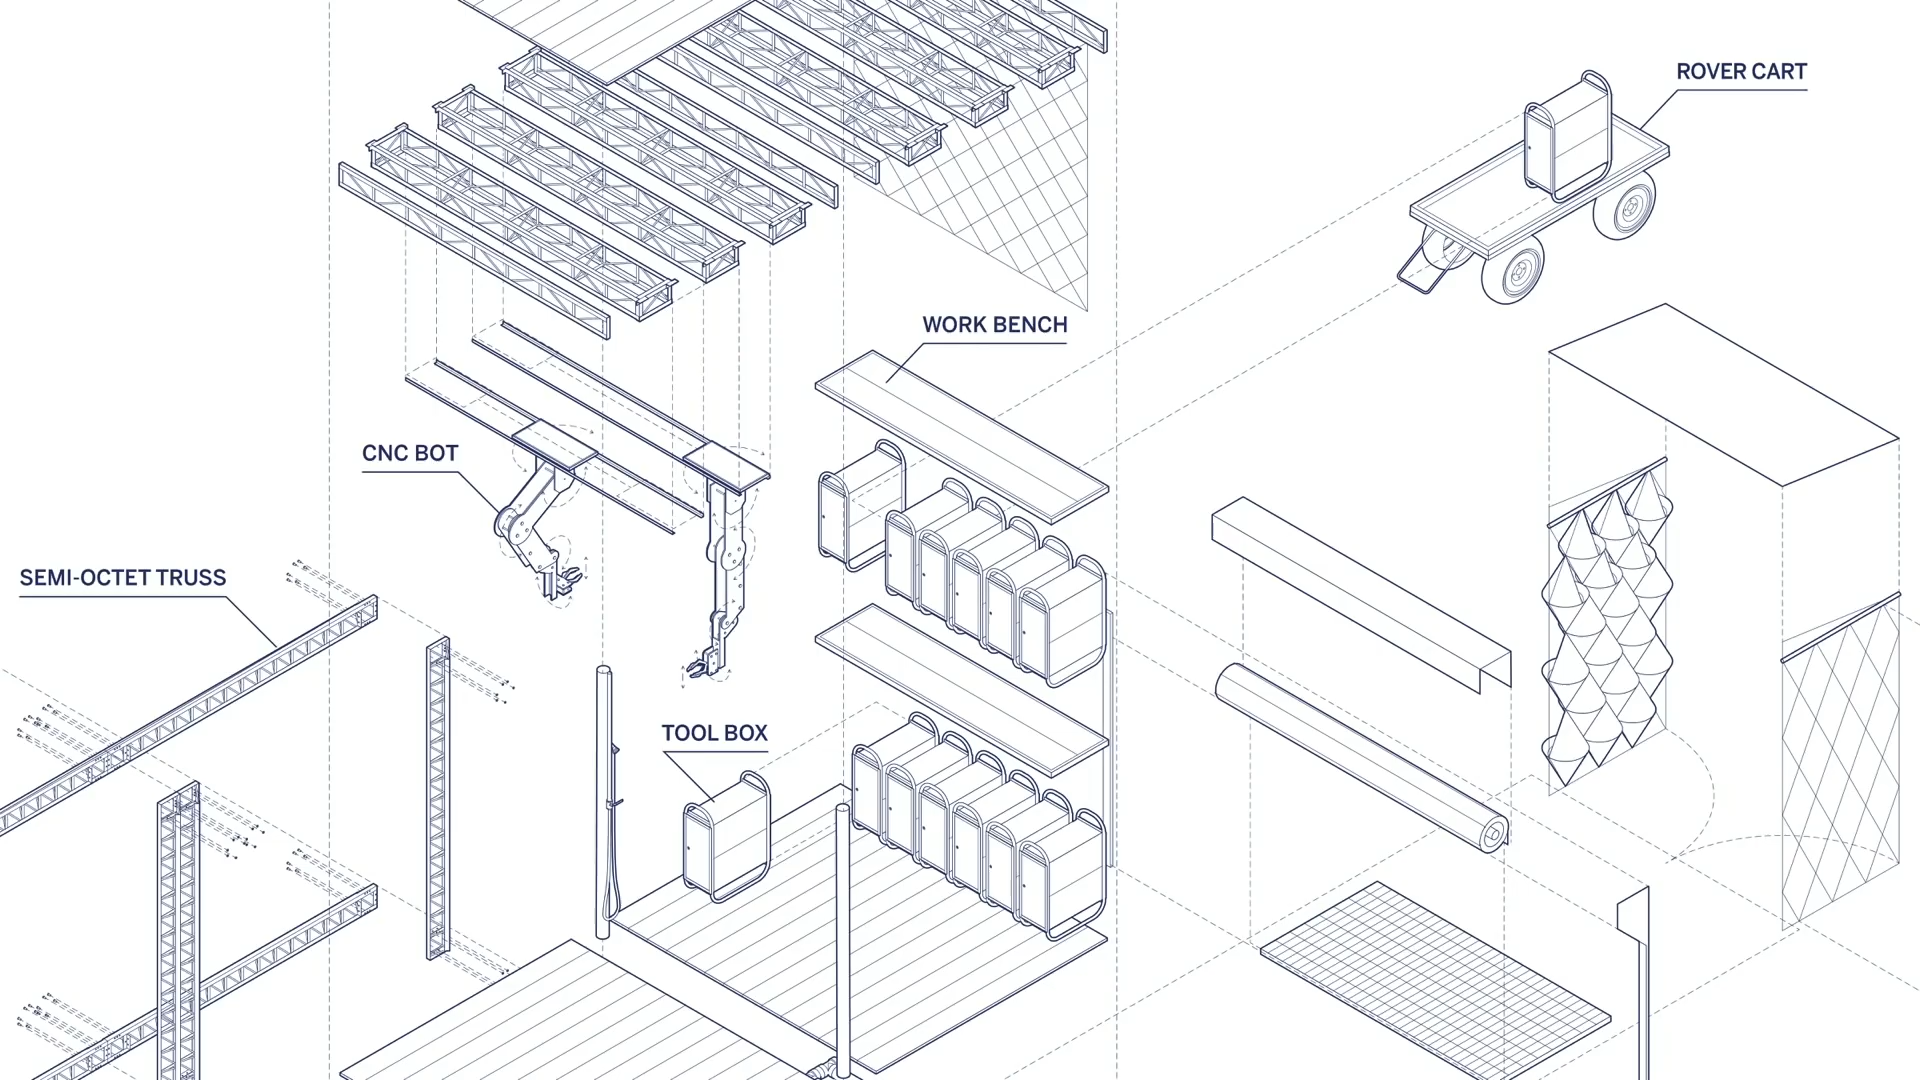 ROVER CART
WORK BENCH
CNC BOT
SEMI-OCTET TRUSS
TOOL BOX